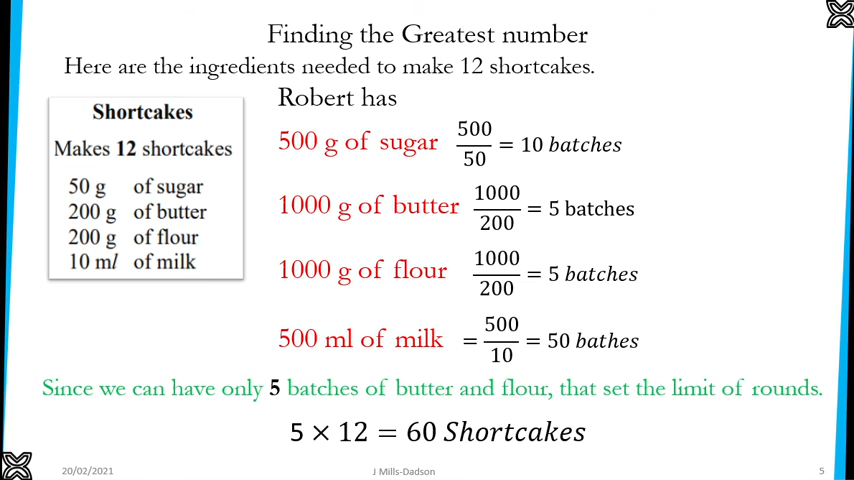 Finding the Greatest number
Here are the ingredients needed to make 12 shortcakes.
Shortcakes
Makes 12 shortcakes
50 g of sugar
200 g of butter
200 g of flour
10 ml of milk
Robert has
500 g of sugar 500/50 = 10 batches
1000 g of butter 1000/200 = 5 batches
1000 g of flour 1000/200 = 5 batches
500 ml of milk = 500/10 = 50 bathes
Since we can have only 5 batches of butter and flour, that set the limit of rounds.
5 × 12 = 60 Shortcakes
20/02/2021 J Mills-Dadson 5